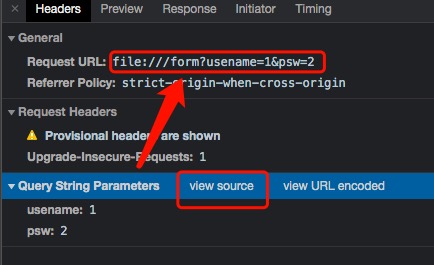 × Headers Preview Response Initiator Timing
▼ General
Request URL: file:///form?usename=1&psw=2
Referrer Policy: strict-origin-when-cross-origin
▼ Request Headers
Provisional headers are shown
Upgrade-Insecure-Requests: 1
▼ Query String Parameters view source view URL encoded
usename: 1
psw: 2